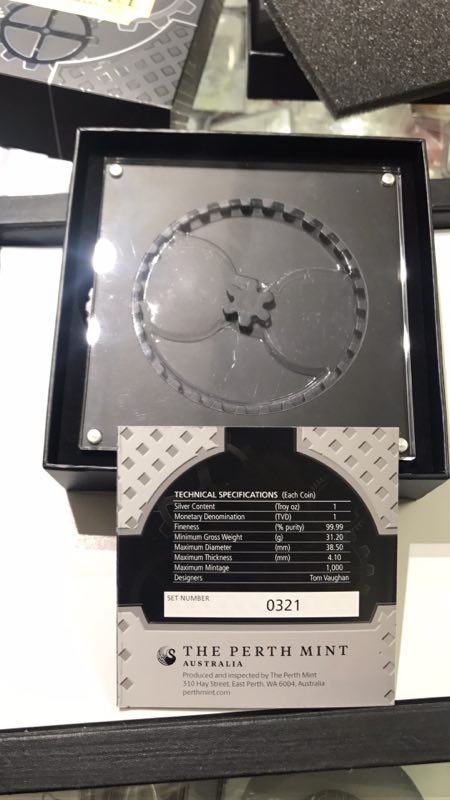 TECHNICAL SPECIFICATIONS (Each Coin)
Silver Content (Troy oz) 1
Monetary Denomination (TVD) 1
Fineness (% purity) 99.99
Minimum Gross Weight (g) 31.20
Maximum Diameter (mm) 38.50
Maximum Thickness (mm) 4.10
Maximum Mintage 1,000
Designers Tom Vaughan
SET NUMBER 0321
THE PERTH MINT
AUSTRALIA
Produced and inspected by The Perth Mint
310 Hay Street, East Perth, WA 6004, Australia
perthmint.com